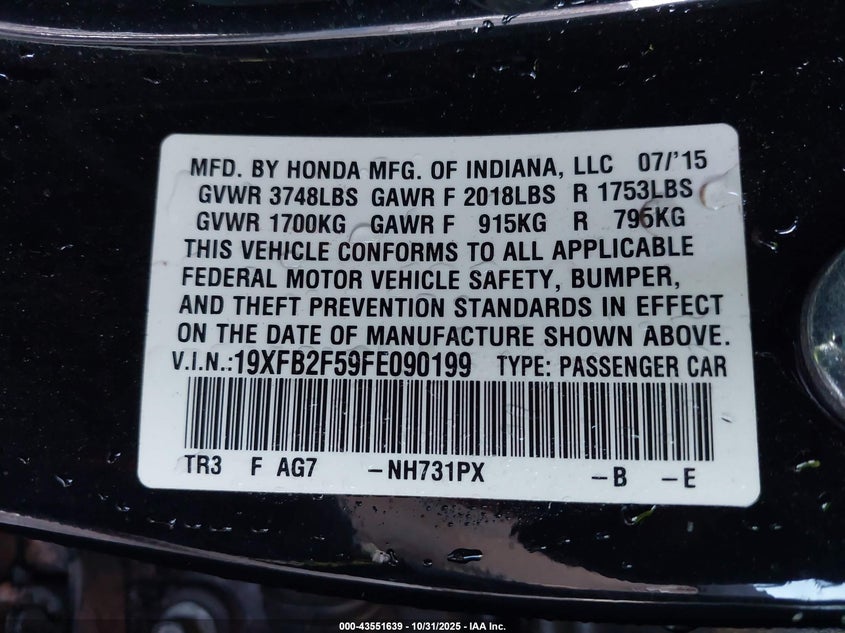 MFD. BY HONDA MFG. OF INDIANA, LLC 07/'15
GVWR 3748LBS GAWR F 2018LBS R 1753LBS
GVWR 1700KG GAWR F 915KG R 795KG
THIS VEHICLE CONFORMS TO ALL APPLICABLE
FEDERAL MOTOR VEHICLE SAFETY, BUMPER,
AND THEFT PREVENTION STANDARDS IN EFFECT
ON THE DATE OF MANUFACTURE SHOWN ABOVE.
V.I.N.:19XFB2F59FE090199 TYPE: PASSENGER CAR
TR3 F AG7 –NH731PX –B –E
000-43551639 - 10/31/2025 - IAA Inc.